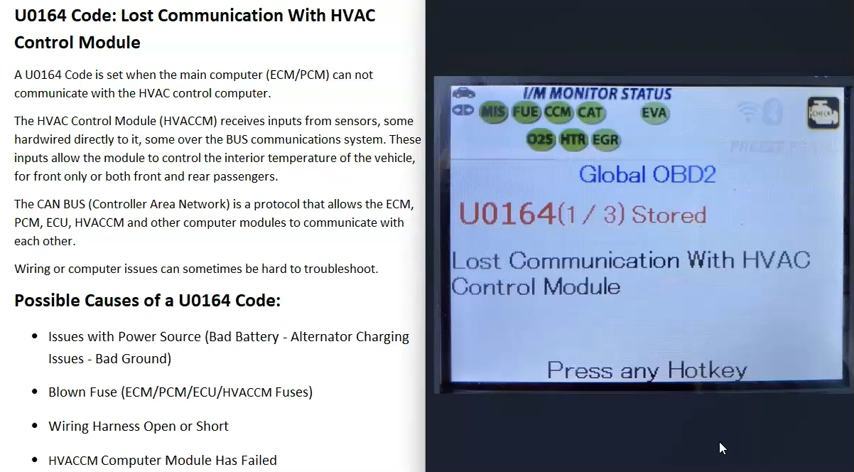 U0164 Code: Lost Communication With HVAC
Control Module
A U0164 Code is set when the main computer (ECM/PCM) can not
communicate with the HVAC control computer.
The HVAC Control Module (HVACCM) receives inputs from sensors, some
hardwired directly to it, some over the BUS communications system. These
inputs allow the module to control the interior temperature of the vehicle,
for front only or both front and rear passengers.
The CAN BUS (Controller Area Network) is a protocol that allows the ECM,
PCM, ECU, HVACCM and other computer modules to communicate with
each other.
Wiring or computer issues can sometimes be hard to troubleshoot.
Possible Causes of a U0164 Code:
Issues with Power Source (Bad Battery - Alternator Charging
Issues - Bad Ground)
Blown Fuse (ECM/PCM/ECU/HVACCM Fuses)
Wiring Harness Open or Short
HVACCM Computer Module Has Failed
I/M MONITOR STATUS
MIS FUE CCM CAT EVA
O2S HTR EGR
CHECK
Global OBD2
U0164(1/3) Stored
Lost Communication With HVAC
Control Module
Press any Hotkey